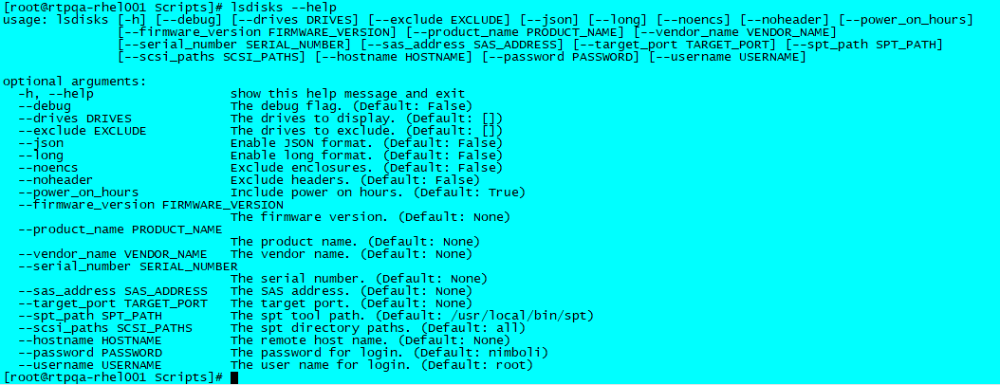 [root@rtpqa-rhel001 Scripts]# lsdisks --help
usage: lsdisks [-h] [--debug] [--drives DRIVES] [--exclude EXCLUDE] [--json] [--long] [--noencs] [--noheader] [--power_on_hours]
[--firmware_version FIRMWARE_VERSION] [--product_name PRODUCT_NAME] [--vendor_name VENDOR_NAME]
[--serial_number SERIAL_NUMBER] [--sas_address SAS_ADDRESS] [--target_port TARGET_PORT] [--spt_path SPT_PATH]
[--scsi_paths SCSI_PATHS] [--hostname HOSTNAME] [--password PASSWORD] [--username USERNAME]
optional arguments:
-h, --help show this help message and exit
--debug The debug flag. (Default: False)
--drives DRIVES The drives to display. (Default: [])
--exclude EXCLUDE The drives to exclude. (Default: [])
--json Enable JSON format. (Default: False)
--long Enable long format. (Default: False)
--noencs Exclude enclosures. (Default: False)
--noheader Exclude headers. (Default: False)
--power_on_hours Include power on hours. (Default: True)
--firmware_version FIRMWARE_VERSION
The firmware version. (Default: None)
--product_name PRODUCT_NAME
The product name. (Default: None)
--vendor_name VENDOR_NAME The vendor name. (Default: None)
--serial_number SERIAL_NUMBER
The serial number. (Default: None)
--sas_address SAS_ADDRESS The SAS address. (Default: None)
--target_port TARGET_PORT The target port. (Default: None)
--spt_path SPT_PATH The spt tool path. (Default: /usr/local/bin/spt)
--scsi_paths SCSI_PATHS The spt directory paths. (Default: all)
--hostname HOSTNAME The remote host name. (Default: None)
--password PASSWORD The password for login. (Default: nimboli)
--username USERNAME The user name for login. (Default: root)
[root@rtpqa-rhel001 Scripts]#